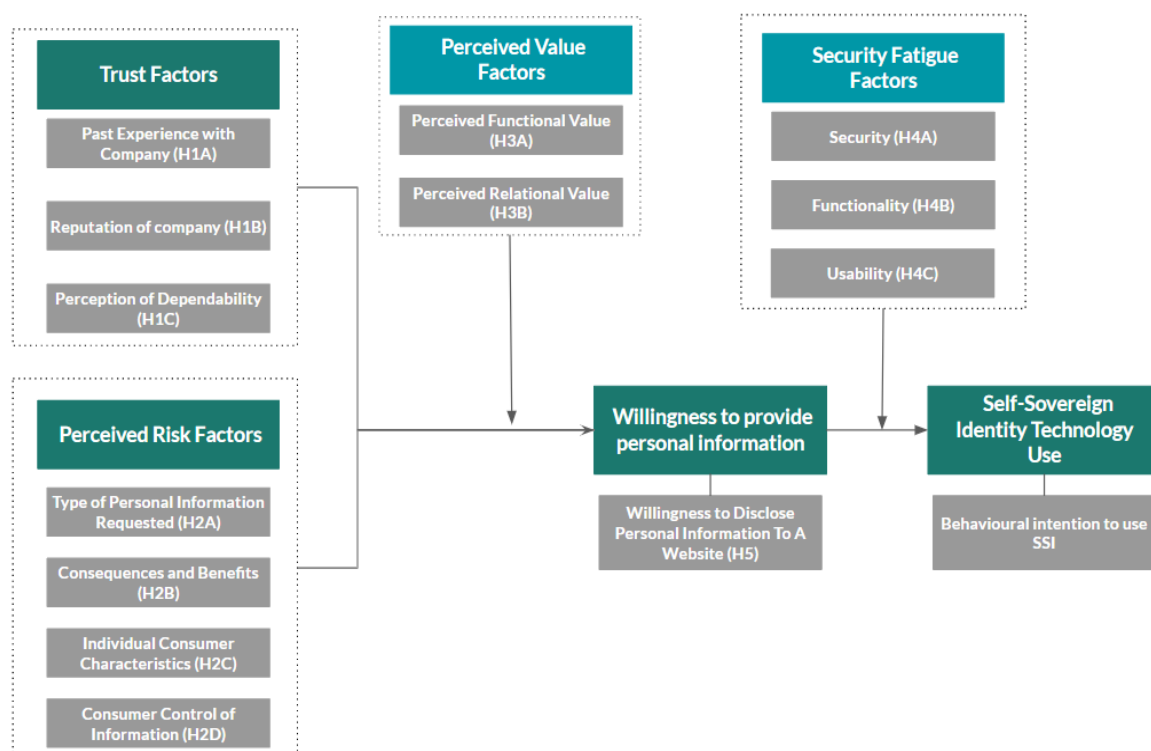 Trust Factors
Past Experience with
Company (H1A)
Reputation of company (H1B)
Perception of Dependability
(H1C)
Perceived Risk Factors
Type of Personal Information
Requested (H2A)
Consequences and Benefits
(H2B)
Individual Consumer
Characteristics (H2C)
Consumer Control of
Information (H2D)
Perceived Value
Factors
Perceived Functional Value
(H3A)
Perceived Relational Value
(H3B)
Security Fatigue
Factors
Security (H4A)
Functionality (H4B)
Usability (H4C)
Willingness to provide
personal information
Willingness to Disclose
Personal Information To A
Website (H5)
Self-Sovereign
Identity Technology
Use
Behavioural intention to use
SSI